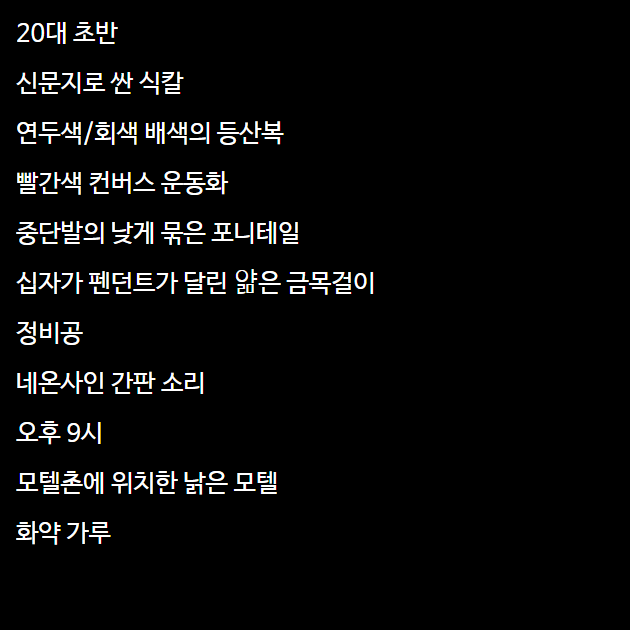 20대 초반
신문지로 싼 식칼
연두색/회색 배색의 등산복
빨간색 컨버스 운동화
중단발의 낮게 묶은 포니테일
십자가 펜던트가 달린 얇은 금목걸이
정비공
네온사인 간판 소리
오후 9시
모텔촌에 위치한 낡은 모텔
화약 가루